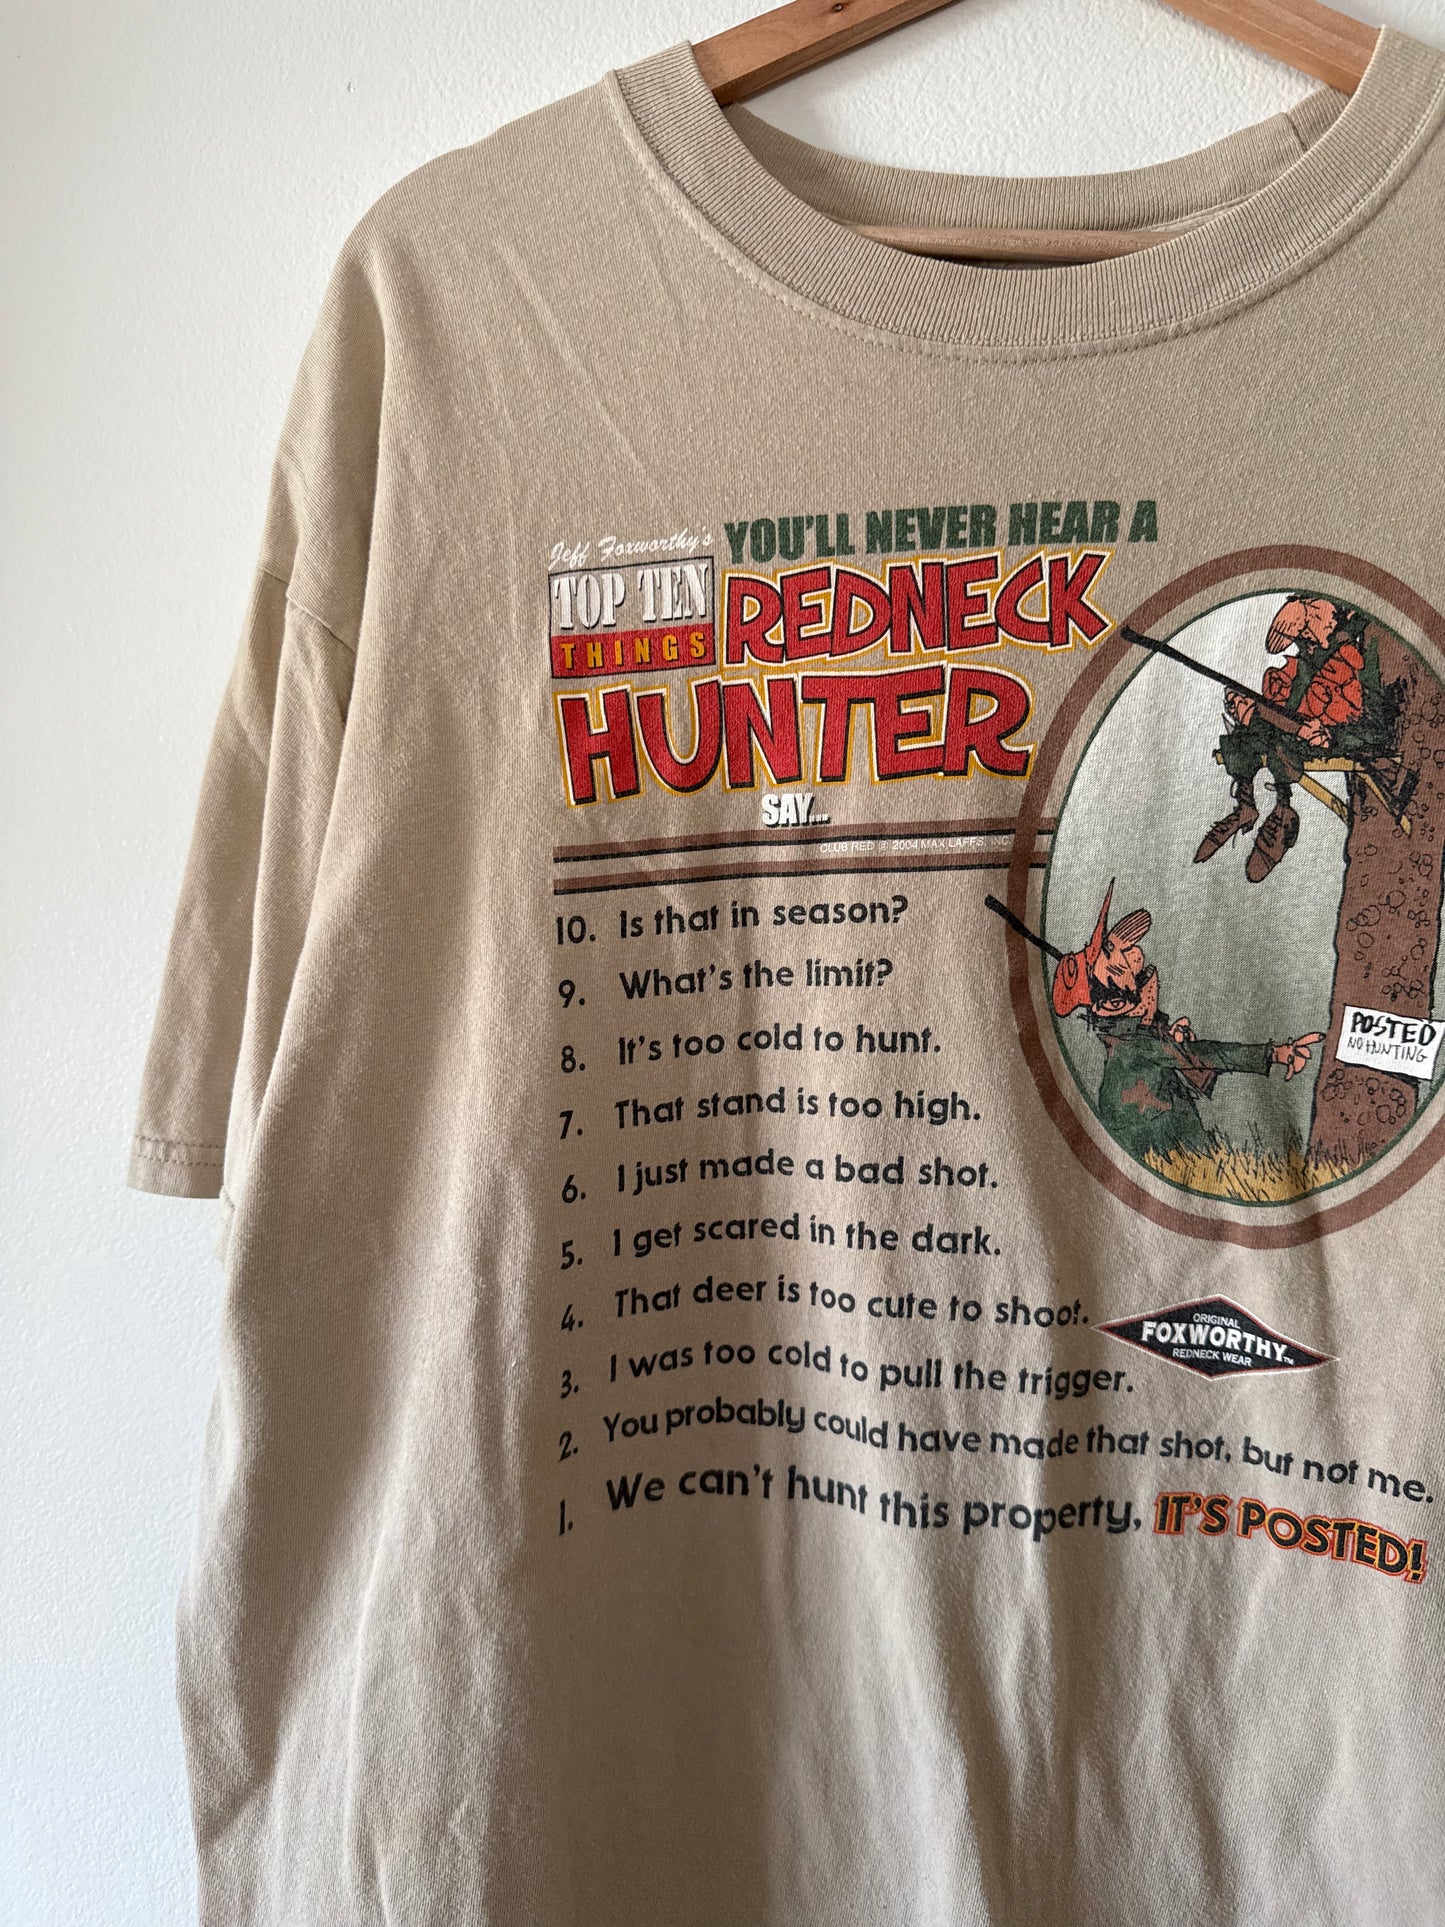 Jeff Foxworthy's
TOP TEN
THINGS
YOU'LL NEVER HEAR A
REDNECK
HUNTER
SAY...
CLUB RED © 2004 MAX LAFFS, INC
10. Is that in season?
9. What's the limit?
8. It's too cold to hunt.
7. That stand is too high.
6. I just made a bad shot.
5. I get scared in the dark.
4. That deer is too cute to shoot.
3. I was too cold to pull the trigger.
2. You probably could have made that shot, but not me.
1. We can't hunt this property, IT'S POSTED!
POSTED
NO HUNTING
ORIGINAL
FOXWORTHY™
REDNECK WEAR